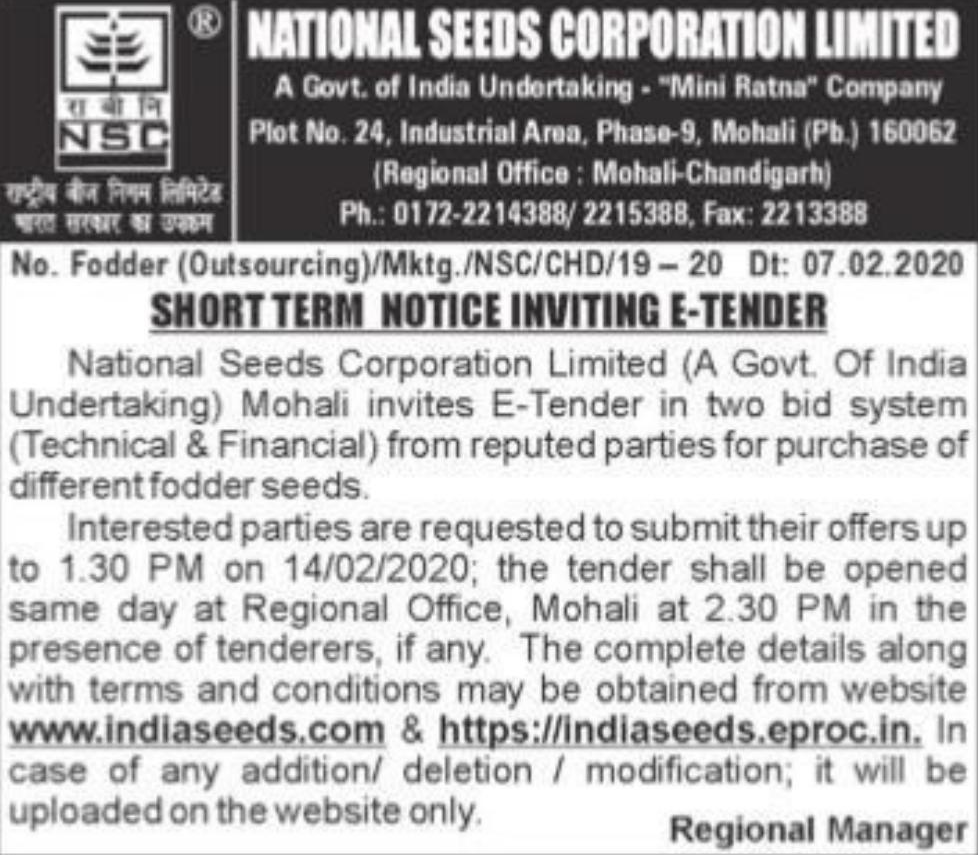 ®
रा बी नि
NSC
राष्ट्रीय बीज निगम लिमिटेड
भारत सरकार का उपक्रम
NATIONAL SEEDS CORPORATION LIMITED
A Govt. of India Undertaking - "Mini Ratna" Company
Plot No. 24, Industrial Area, Phase-9, Mohali (Pb.) 160062
(Regional Office : Mohali-Chandigarh)
Ph.: 0172-2214388/ 2215388, Fax: 2213388
No. Fodder (Outsourcing)/Mktg./NSC/CHD/19 – 20 Dt: 07.02.2020
SHORT TERM NOTICE INVITING E-TENDER
National Seeds Corporation Limited (A Govt. Of India
Undertaking) Mohali invites E-Tender in two bid system
(Technical & Financial) from reputed parties for purchase of
different fodder seeds.
Interested parties are requested to submit their offers up
to 1.30 PM on 14/02/2020; the tender shall be opened
same day at Regional Office, Mohali at 2.30 PM in the
presence of tenderers, if any. The complete details along
with terms and conditions may be obtained from website
www.indiaseeds.com & https://indiaseeds.eproc.in. In
case of any addition/ deletion / modification; it will be
uploaded on the website only.
Regional Manager